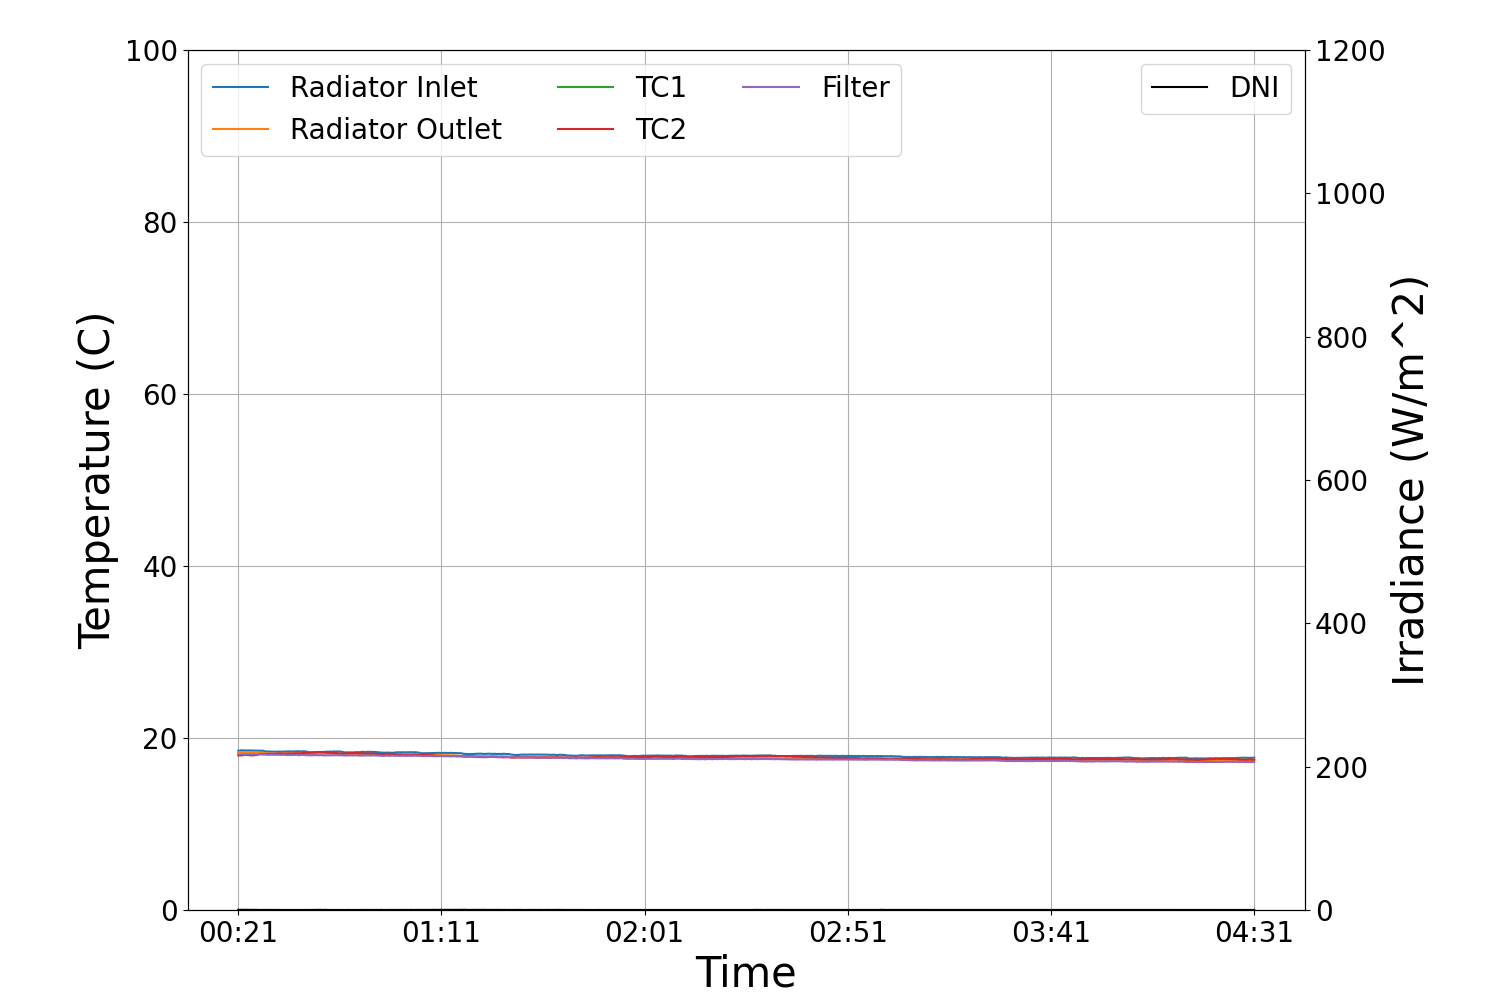 100
80
60
40
20
0
Temperature (C)
Radiator Inlet
Radiator Outlet
TC1
TC2
Filter
DNI
1200
1000
800
600
400
200
0
Irradiance (W/m^2)
00:21 01:11 02:01 02:51 03:41 04:31
Time